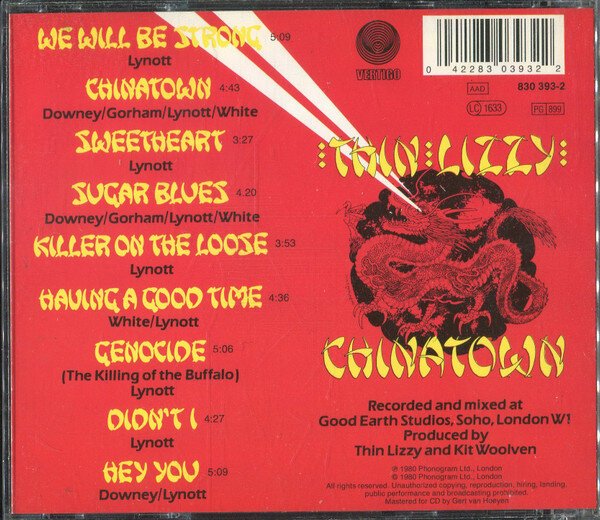 WE WILL BE STRONG 5:09
Lynott
CHINATOWN 4:43
Downey/Gorham/Lynott/White
SWEETHEART 3:27
Lynott
SUGAR BLUES 4.20
Downey/Gorham/Lynott/White
KILLER ON THE LOOSE 3:53
Lynott
HAVING A GOOD TIME 4:36
White/Lynott
GENOCIDE 5:06
(The Killing of the Buffalo)
Lynott
DIDN'T I 4:27
Lynott
HEY YOU 5:09
Downey/Lynott
VERTIGO
0 42283 03932 2
AAD 830 393-2
LC 1633 PG 899
THIN LIZZY
CHINATOWN
Recorded and mixed at
Good Earth Studios, Soho, London W1
Produced by
Thin Lizzy and Kit Woolven
℗ 1980 Phonogram Ltd., London
© 1980 Phonogram Ltd., London
All rights reserved. Unauthorized copying, reproduction, hiring, lending,
public performance and broadcasting prohibited.
Mastered for CD by Gert van Hoeyen